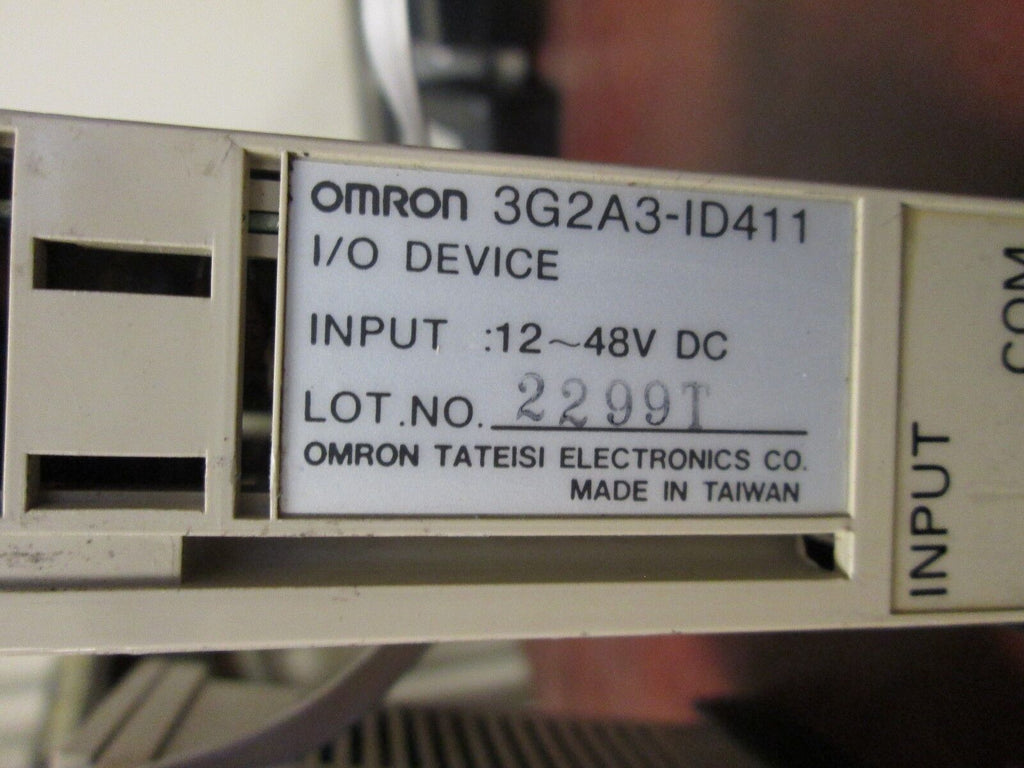 OMRON 3G2A3-ID411
I/O DEVICE
INPUT :12~48V DC
LOT.NO. 2299T
OMRON TATEISI ELECTRONICS CO.
MADE IN TAIWAN
INPUT
COM